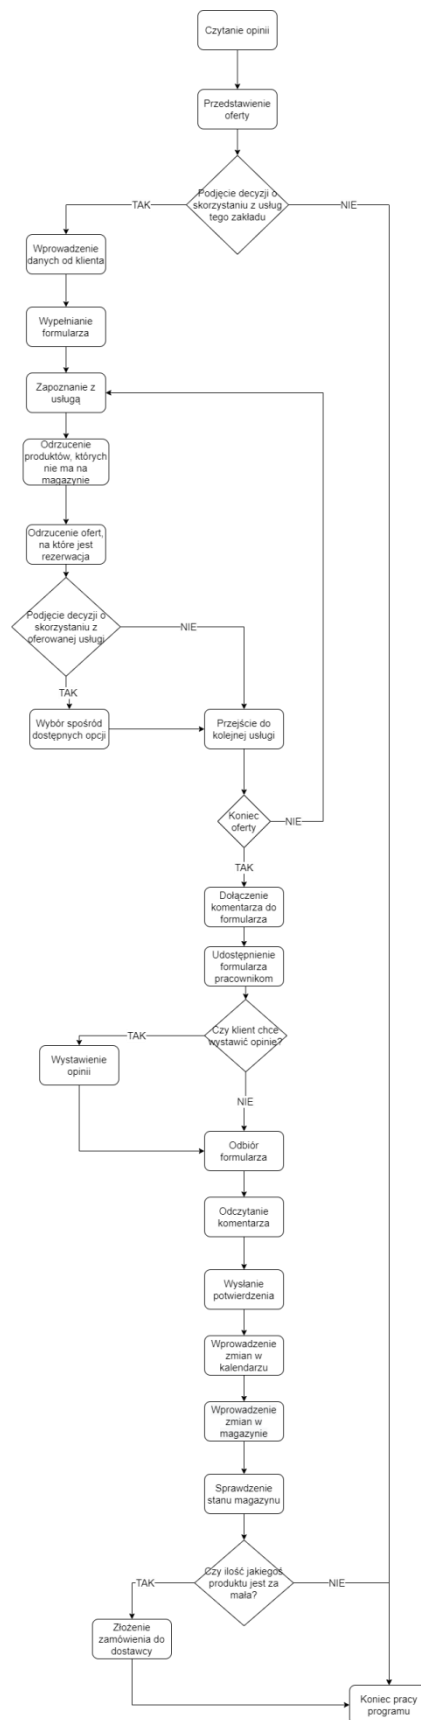 Czytanie opinii
Przedstawienie
oferty
Podjęcie decyzji o
skorzystaniu z usług
tego zakładu
TAK
NIE
Wprowadzenie
danych od klienta
Wypełnianie
formularza
Zapoznanie z
usługą
Odrzucenie
produktów, których
nie ma na
magazynie
Odrzucenie ofert,
na które jest
rezerwacja
Podjęcie decyzji o
skorzystaniu z
oferowanej usługi
NIE
TAK
Wybór spośród
dostępnych opcji
Przejście do
kolejnej usługi
Koniec
oferty
NIE
TAK
Dołączenie
komentarza do
formularza
Udostępnienie
formularza
pracownikom
Czy klient chce
wystawić opinię?
TAK
Wystawienie
opinii
NIE
Odbiór
formularza
Odczytanie
komentarza
Wysłanie
potwierdzenia
Wprowadzenie
zmian w
kalendarzu
Wprowadzenie
zmian w
magazynie
Sprawdzenie
stanu magazynu
Czy ilość jakiegoś
produktu jest za
mała?
TAK
NIE
Złożenie
zamówienia do
dostawcy
Koniec pracy
programu